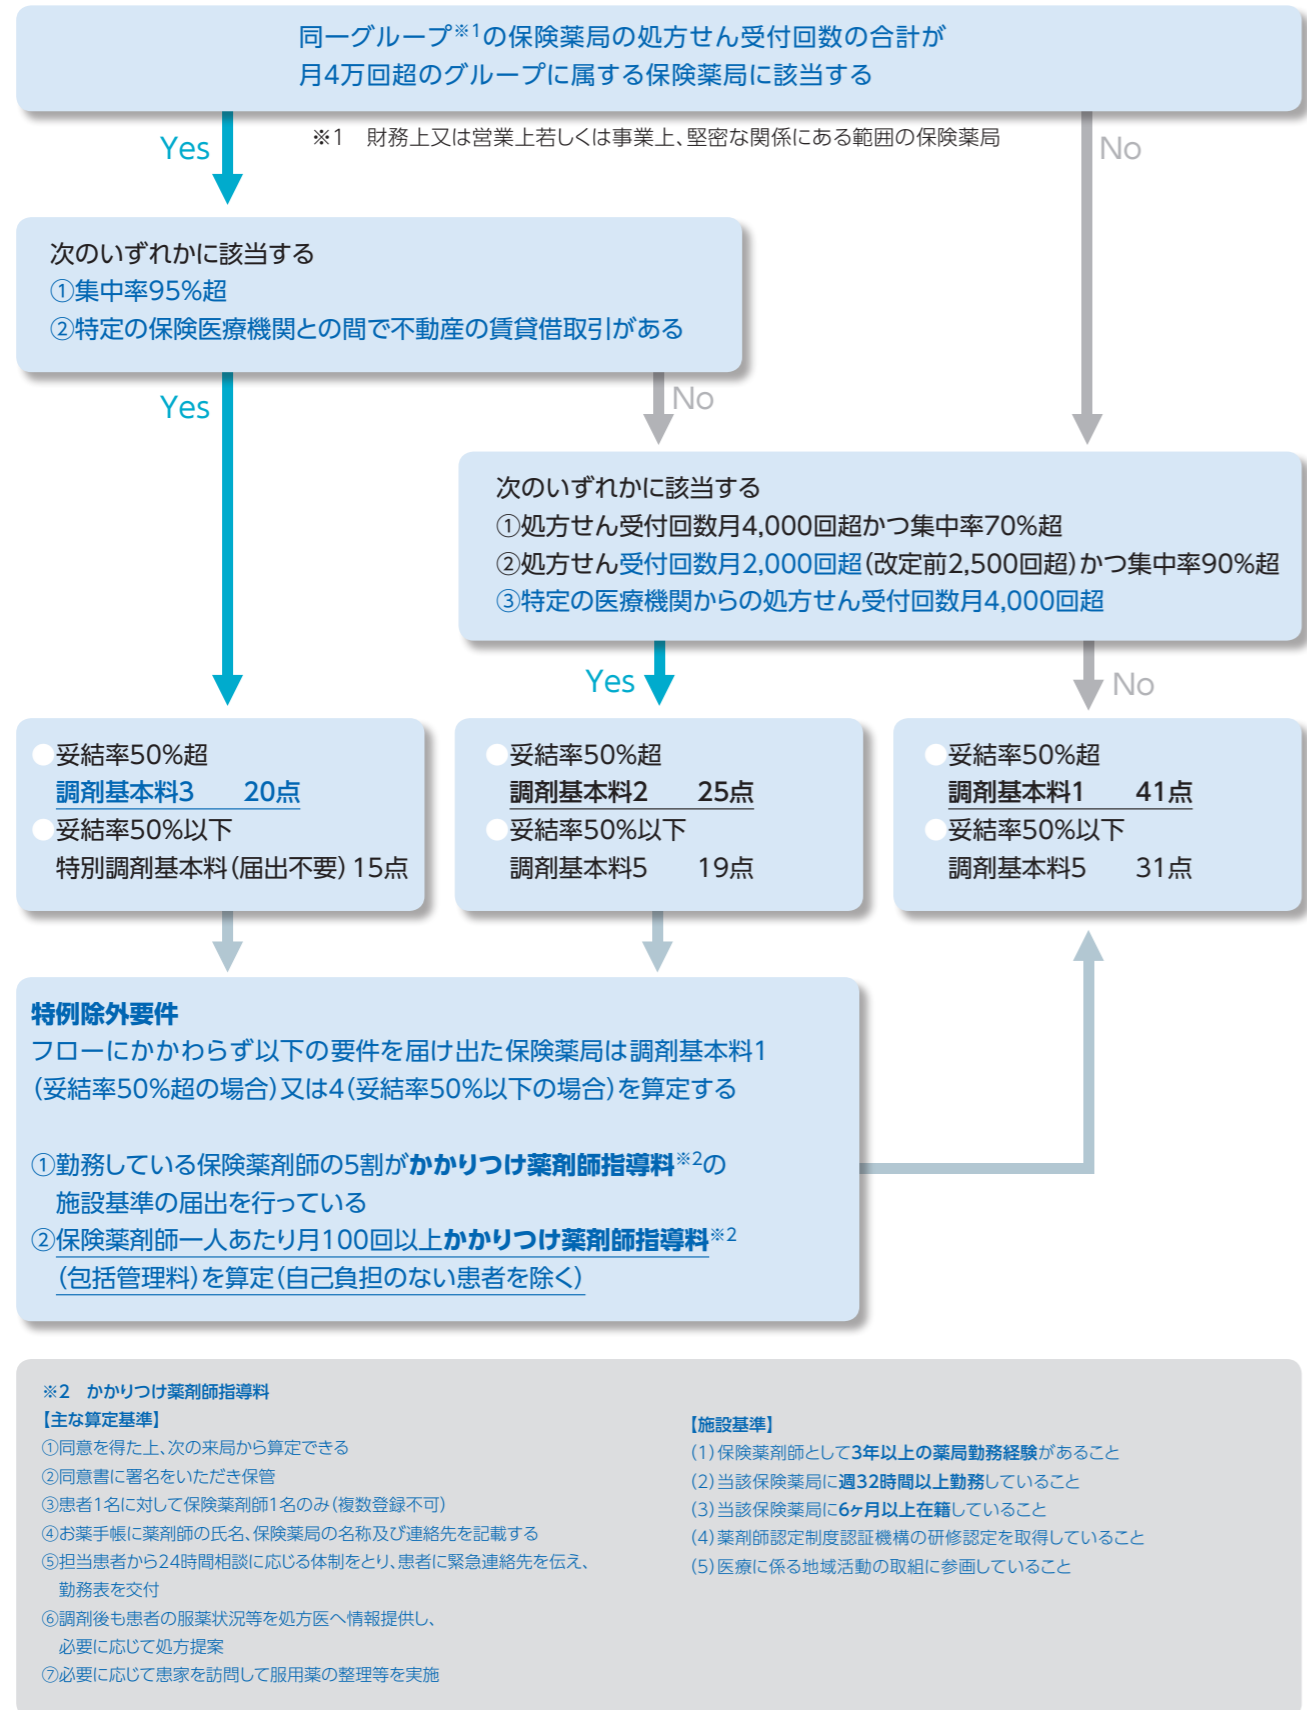 同一グループ※1の保険薬局の処方せん受付回数の合計が
月4万回超のグループに属する保険薬局に該当する
Yes
※1 財務上又は営業上若しくは事業上、堅密な関係にある範囲の保険薬局
No
次のいずれかに該当する
①集中率95%超
②特定の保険医療機関との間で不動産の賃貸借取引がある
Yes
No
次のいずれかに該当する
①処方せん受付回数月4,000回超かつ集中率70%超
②処方せん受付回数月2,000回超(改定前2,500回超)かつ集中率90%超
③特定の医療機関からの処方せん受付回数月4,000回超
Yes
No
●妥結率50%超
調剤基本料3 20点
●妥結率50%以下
特別調剤基本料(届出不要)15点
●妥結率50%超
調剤基本料2 25点
●妥結率50%以下
調剤基本料5 19点
●妥結率50%超
調剤基本料1 41点
●妥結率50%以下
調剤基本料5 31点
特例除外要件
フローにかかわらず以下の要件を届け出た保険薬局は調剤基本料1
(妥結率50%超の場合)又は4(妥結率50%以下の場合)を算定する
①勤務している保険薬剤師の5割がかかりつけ薬剤師指導料※2の
施設基準の届出を行っている
②保険薬剤師一人あたり月100回以上かかりつけ薬剤師指導料※2
(包括管理料)を算定(自己負担のない患者を除く)
※2 かかりつけ薬剤師指導料
【主な算定基準】
①同意を得た上、次の来局から算定できる
②同意書に署名をいただき保管
③患者1名に対して保険薬剤師1名のみ(複数登録不可)
④お薬手帳に薬剤師の氏名、保険薬局の名称及び連絡先を記載する
⑤担当患者から24時間相談に応じる体制をとり、患者に緊急連絡先を伝え、
勤務表を交付
⑥調剤後も患者の服薬状況等を処方医へ情報提供し、
必要に応じて処方提案
⑦必要に応じて患家を訪問して服用薬の整理等を実施
【施設基準】
(1)保険薬剤師として3年以上の薬局勤務経験があること
(2)当該保険薬局に週32時間以上勤務していること
(3)当該保険薬局に6ヶ月以上在籍していること
(4)薬剤師認定制度認証機構の研修認定を取得していること
(5)医療に係る地域活動の取組に参画していること